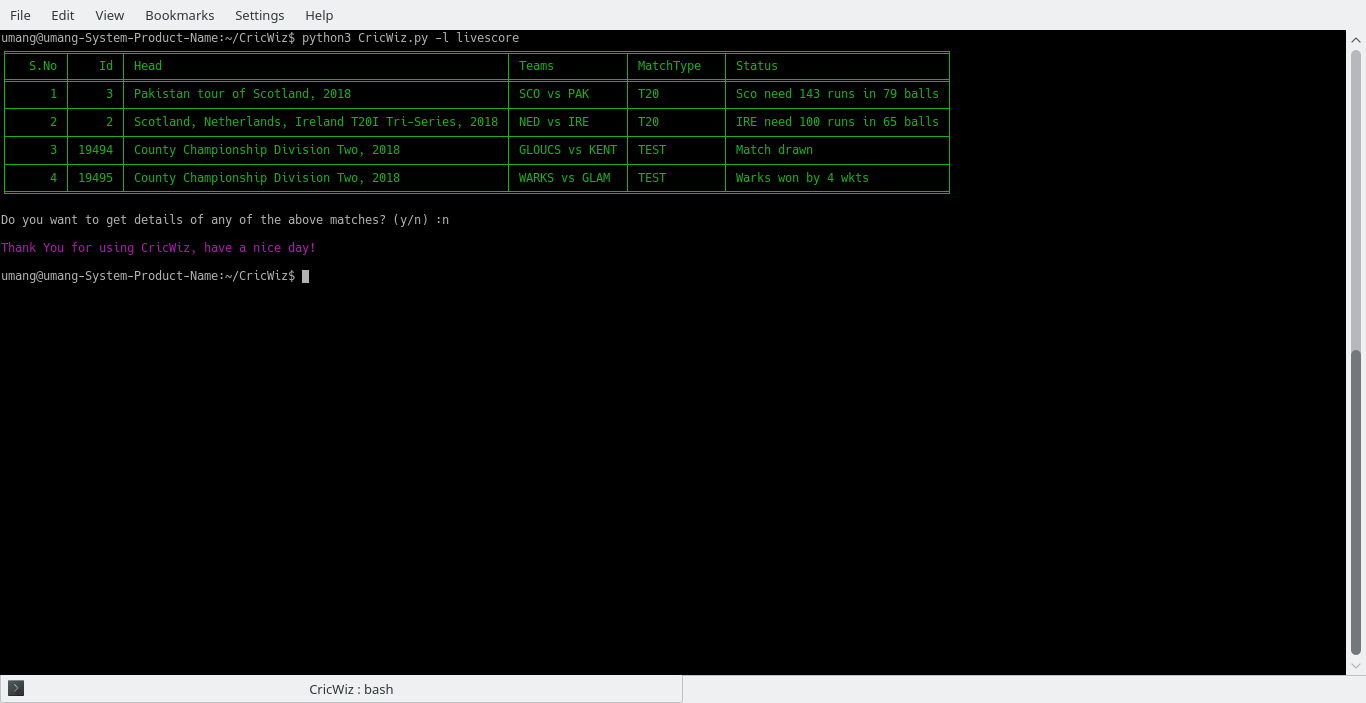 File Edit View Bookmarks Settings Help
umang@umang-System-Product-Name:~/CricWiz$ python3 CricWiz.py -l livescore
S.No Id Head Teams MatchType Status
1 3 Pakistan tour of Scotland, 2018 SCO vs PAK T20 Sco need 143 runs in 79 balls
2 2 Scotland, Netherlands, Ireland T20I Tri-Series, 2018 NED vs IRE T20 IRE need 100 runs in 65 balls
3 19494 County Championship Division Two, 2018 GLOUCS vs KENT TEST Match drawn
4 19495 County Championship Division Two, 2018 WARKS vs GLAM TEST Warks won by 4 wkts
Do you want to get details of any of the above matches? (y/n) :n
Thank You for using CricWiz, have a nice day!
umang@umang-System-Product-Name:~/CricWiz$
CricWiz : bash